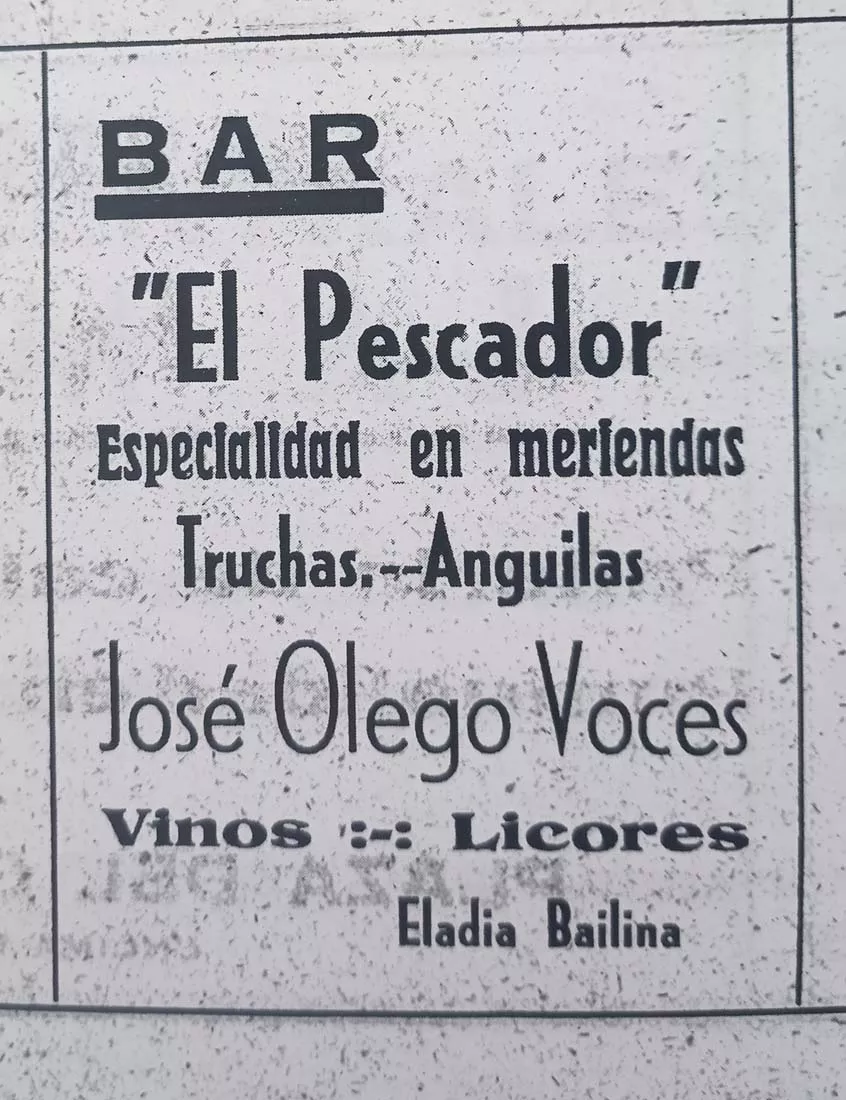 BAR
"El Pescador"
Especialidad en meriendas
Truchas.--Anguilas
José Olego Voces
Vinos :-: Licores
Eladia Bailina